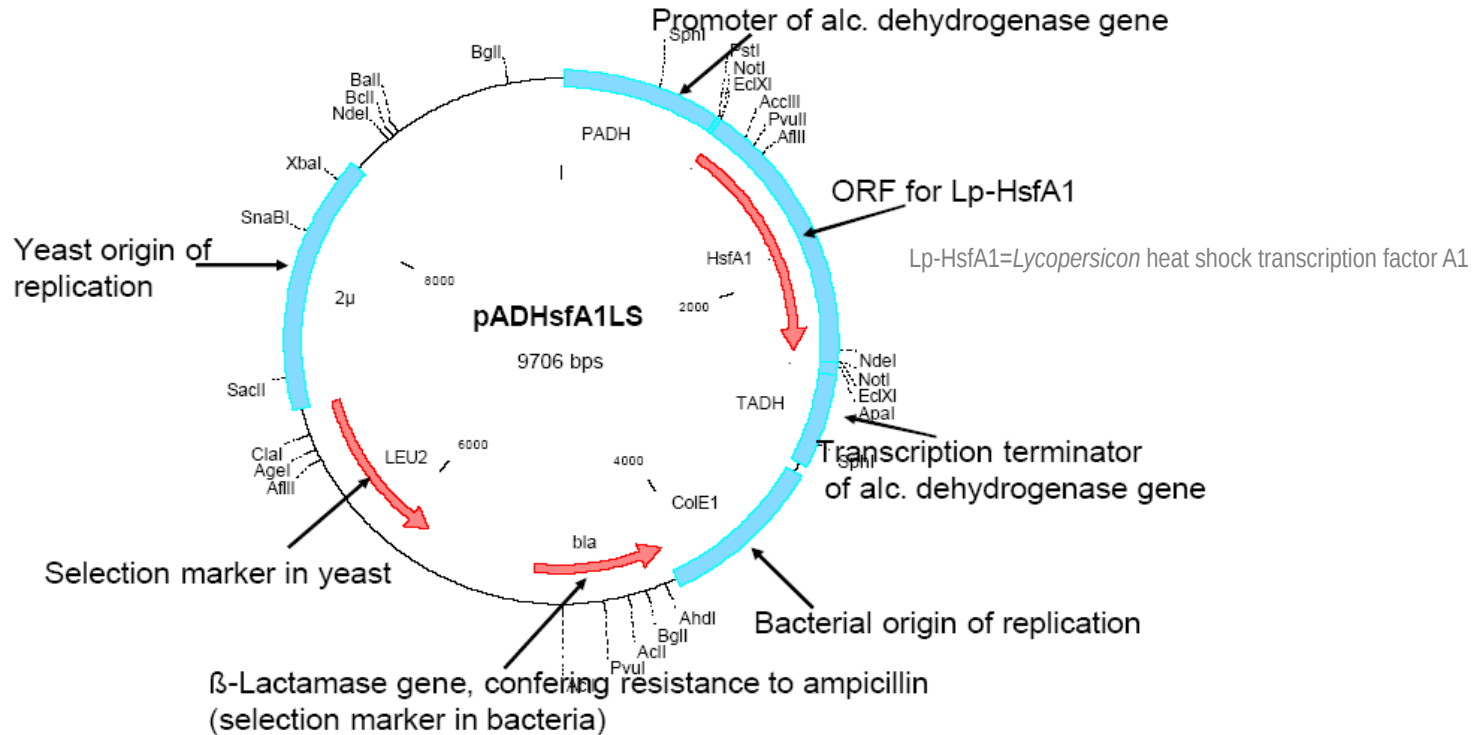 Promoter of alc. dehydrogenase gene
SphI
PstI
NotI
EclXI
AccIII
PvuII
AflII
BglI
BalI
BclI
NdeI
XbaI
SnaBI
SacII
ClaI
AgeI
AflII
PADH
ORF for Lp-HsfA1
Lp-HsfA1=Lycopersicon heat shock transcription factor A1
HsfA1
Yeast origin of
replication
2µ
8000
2000
pADHsfA1LS
9706 bps
NdeI
NotI
EclXI
ApaI
SphI
TADH
Transcription terminator
of alc. dehydrogenase gene
LEU2
6000
4000
ColE1
bla
Selection marker in yeast
Bacterial origin of replication
AhdI
BglI
AclI
PvuI
AclI
ß-Lactamase gene, confering resistance to ampicillin
(selection marker in bacteria)